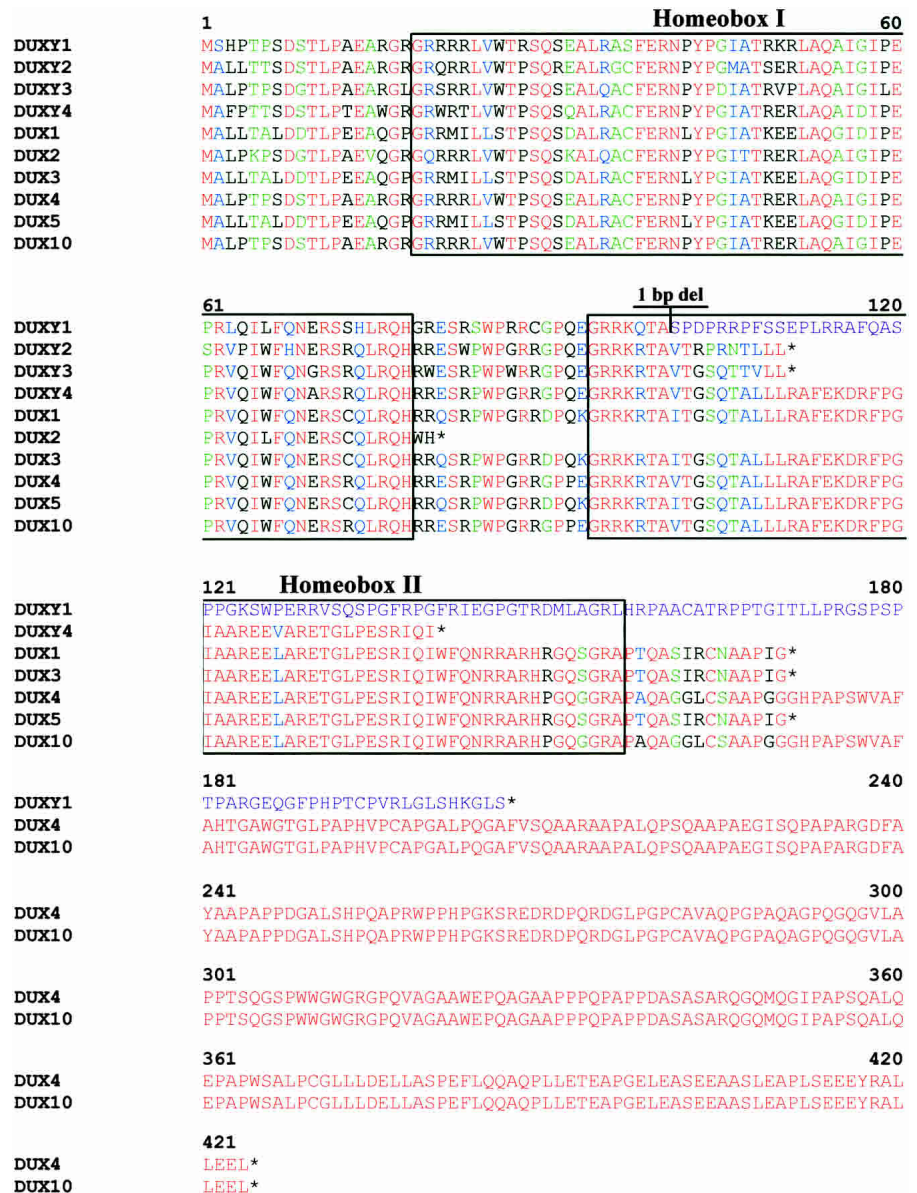 1 Homeobox I 60
DUXY1 MSHPTPSDSTLPAEARGRGRRRRLVWTRSQSEALRASFERNPYPGIATRKRLAQAIGIPE
DUXY2 MALLTTSDSTLPAEARGRGRQRRLVWTPSQREALRGCFERNPYPGMATSERLAQAIGIPE
DUXY3 MALPTPSDGTLPAEARGLGSRRRLVWTPSQSEALQACFERNPYPDIATRVPLAQAIGILE
DUXY4 MAFPTTSDSTLPTEAWGRGWRTLVWTPSQSQALRACFERNPYPGIATRERLAQAIGIPE
DUX1 MALLTALDDTLPEEAQGPGRRMILLSTPSQSDALRACFERNLYPGIATKEELAQGIDIPE
DUX2 MALPKPSDGTLPAEVQGRGQRRRLVWTPSQSKALQACFERNPYPGITTRERLAQAIGIPE
DUX3 MALLTALDDTLPEEAQGPGRRMILLSTPSQSDALRACFERNLYPGIATKEELAQGIDIPE
DUX4 MALPTPSDSTLPAEARGRGRRRRLVWTPSQSEALRACFERNPYPGIATRERLAQAIGIPE
DUX5 MALLTALDDTLPEEAQGPGRRMILLSTPSQSDALRACFERNLYPGIATKEELAQGIDIPE
DUX10 MALPTPSDSTLPAEARGRGRRRRLVWTPSQSEALRACFERNPYPGIATRERLAQAIGIPE
61 1 bp del 120
DUXY1 PRLQILFQNERSSHLRQHGRESRSWPRRCGPQEGRRKQTASPDPRRPFSSEPLRRAFQAS
DUXY2 SRVPIWFHNERSRQLRQHRRESWPWPGRRGPQEGRRKRTAVTRPRNTLLL*
DUXY3 PRVQIWFQNGRSRQLRQHRWESRPWPWRRGPQEGRRKRTAVTGSQTTVLL*
DUXY4 PRVQIWFQNARSRQLRQHRRESRPWPGRRGPQEGRRKRTAVTGSQTALLLRAFEKDRFPG
DUX1 PRVQIWFQNERSCQLRQHRRQSRPWPGRRDPQKGRRKRTAITGSQTALLLRAFEKDRFPG
DUX2 PRVQILFQNERSCQLRQHWH*
DUX3 PRVQIWFQNERSCQLRQHRRQSRPWPGRRDPQKGRRKRTAITGSQTALLLRAFEKDRFPG
DUX4 PRVQIWFQNERSRQLRQHRRESRPWPGRRGPPEGRRKRTAVTGSQTALLLRAFEKDRFPG
DUX5 PRVQIWFQNERSCQLRQHRRQSRPWPGRRDPQKGRRKRTAITGSQTALLLRAFEKDRFPG
DUX10 PRVQIWFQNERSRQLRQHRRESRPWPGRRGPPEGRRKRTAVTGSQTALLLRAFEKDRFPG
121 Homeobox II 180
DUXY1 PPGKSWPERRVSQSPGFRPGFRIEGPGTRDMLAGRLHRPAACATRPPTGITLLPRGSPSP
DUXY4 IAAREEVARETGLPESRIQI*
DUX1 IAAREELARETGLPESRIQIWFQNRRARHRGQSGRAPTQASIRCNAAPIG*
DUX3 IAAREELARETGLPESRIQIWFQNRRARHRGQSGRAPTQASIRCNAAPIG*
DUX4 IAAREELARETGLPESRIQIWFQNRRARHPGQGGRAPAQAGGLCSAAPGGGHPAPSWVAF
DUX5 IAAREELARETGLPESRIQIWFQNRRARHRGQSGRAPTQASIRCNAAPIG*
DUX10 IAAREELARETGLPESRIQIWFQNRRARHPGQGGRAPAQAGGLCSAAPGGGHPAPSWVAF
181 240
DUXY1 TPARGEQGFPHPTCPVRLGLSHKGLS*
DUX4 AHTGAWGTGLPAPHVPCAPGALPQGAFVSQAARAAPALQPSQAAPAEGISQPAPARGDFA
DUX10 AHTGAWGTGLPAPHVPCAPGALPQGAFVSQAARAAPALQPSQAAPAEGISQPAPARGDFA
241 300
DUX4 YAAPAPPDGALSHPQAPRWPPHPGKSREDRDPQRDGLPGPCAVAQPGPAQAGPQGQGVLA
DUX10 YAAPAPPDGALSHPQAPRWPPHPGKSREDRDPQRDGLPGPCAVAQPGPAQAGPQGQGVLA
301 360
DUX4 PPTSQGSPWWGWGRGPQVAGAAWEPQAGAAPPPQPAPPDASASARQGQMQGIPAPSQALQ
DUX10 PPTSQGSPWWGWGRGPQVAGAAWEPQAGAAPPPQPAPPDASASARQGQMQGIPAPSQALQ
361 420
DUX4 EPAPWSALPCGLLLDELLASPEFLQQAQPLLETEAPGELEASEEAASLEAPLSEEEYRAL
DUX10 EPAPWSALPCGLLLDELLASPEFLQQAQPLLETEAPGELEASEEAASLEAPLSEEEYRAL
421
DUX4 LEEL*
DUX10 LEEL*